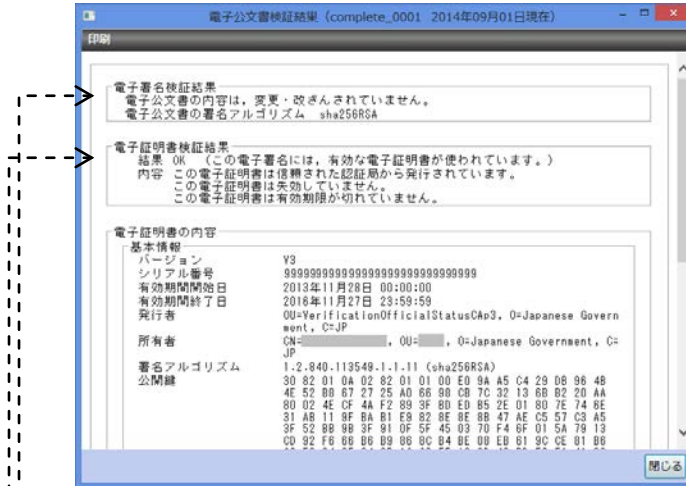 電子公文書検証結果（complete_0001　2014年09月01日現在）
印刷
電子署名検証結果
電子公文書の内容は，変更・改ざんされていません。
電子公文書の署名アルゴリズム　sha256RSA
電子証明書検証結果
結果　OK　（この電子署名には，有効な電子証明書が使われています。）
内容　この電子証明書は信頼された認証局から発行されています。
この電子証明書は失効していません。
この電子証明書は有効期限が切れていません。
電子証明書の内容
基本情報
バージョン　V3
シリアル番号　99999999999999999999999999999999
有効期間開始日　2013年11月28日 00:00:00
有効期間終了日　2016年11月27日 23:59:59
発行者　OU=VerificationOfficialStatusCAp3, O=Japanese Govern
ment, C=JP
所有者　CN=　, OU=　, O=Japanese Government, C=
JP
署名アルゴリズム　1.2.840.113549.1.1.11 (sha256RSA)
公開鍵　30 82 01 0A 02 82 01 01 00 E0 9A A5 C4 29 DB 96 4B
4E 52 B8 67 27 25 A0 66 98 CB 7C 32 13 6B B2 20 AA
80 02 4E CF 4A F2 89 3F BD ED B5 2E 01 80 7E 74 6E
31 AB 11 9F BA B1 E9 82 8E 8E 8B 47 AE C5 57 C3 A5
3F 52 BB 9B 3F 91 0F 5F 45 03 70 F4 6F 01 5A 79 13
CD 92 F6 66 B6 B9 86 8C B4 BE 08 EB 61 9C CE 81 B6
閉じる